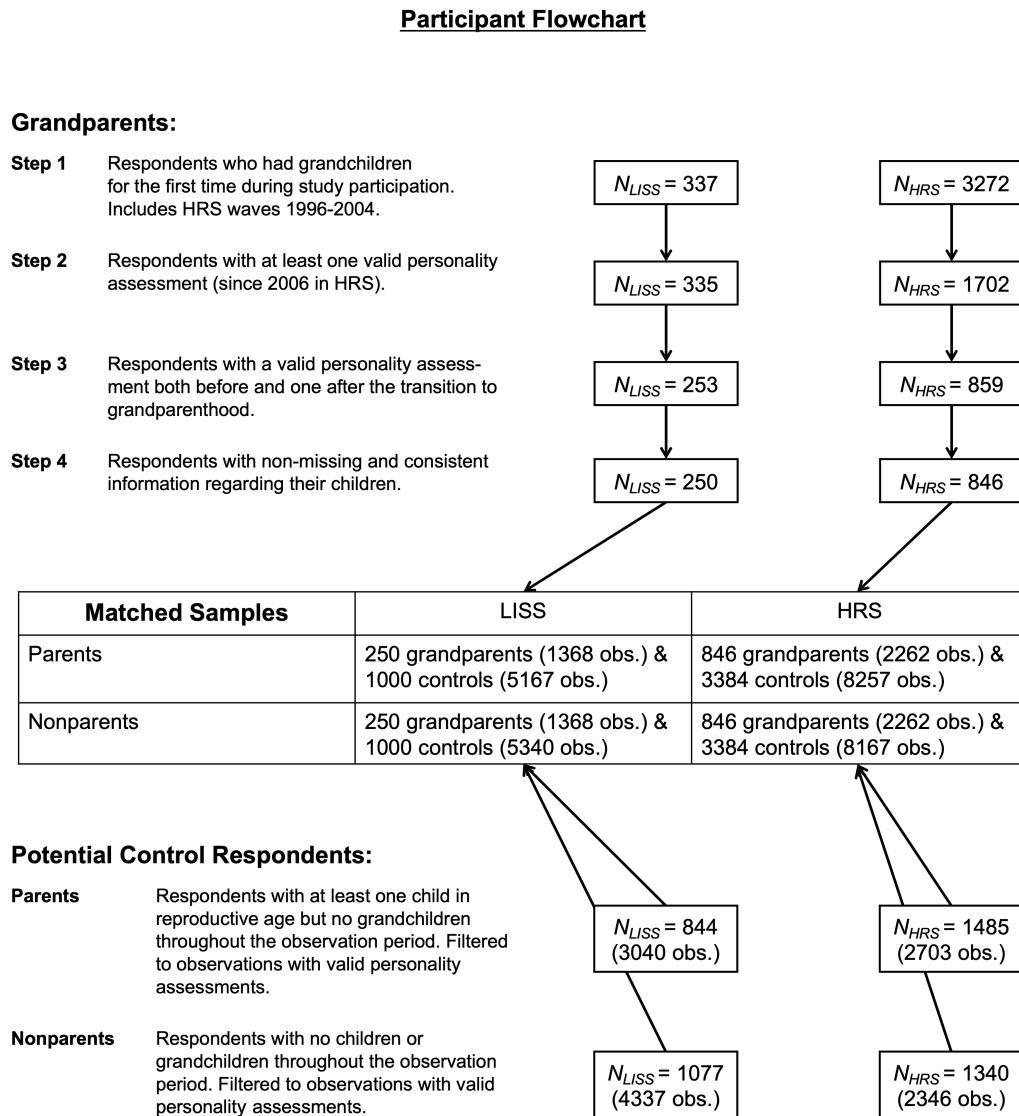 Participant Flowchart
Grandparents:
Step 1 Respondents who had grandchildren
for the first time during study participation.
Includes HRS waves 1996-2004.
N_LISS = 337
N_HRS = 3272
Step 2 Respondents with at least one valid personality
assessment (since 2006 in HRS).
N_LISS = 335
N_HRS = 1702
Step 3 Respondents with a valid personality assess-
ment both before and one after the transition to
grandparenthood.
N_LISS = 253
N_HRS = 859
Step 4 Respondents with non-missing and consistent
information regarding their children.
N_LISS = 250
N_HRS = 846
Matched Samples LISS HRS
Parents
250 grandparents (1368 obs.) &
1000 controls (5167 obs.)
846 grandparents (2262 obs.) &
3384 controls (8257 obs.)
Nonparents
250 grandparents (1368 obs.) &
1000 controls (5340 obs.)
846 grandparents (2262 obs.) &
3384 controls (8167 obs.)
Potential Control Respondents:
Parents Respondents with at least one child in
reproductive age but no grandchildren
throughout the observation period. Filtered
to observations with valid personality
assessments.
N_LISS = 844
(3040 obs.)
N_HRS = 1485
(2703 obs.)
Nonparents Respondents with no children or
grandchildren throughout the observation
period. Filtered to observations with valid
personality assessments.
N_LISS = 1077
(4337 obs.)
N_HRS = 1340
(2346 obs.)